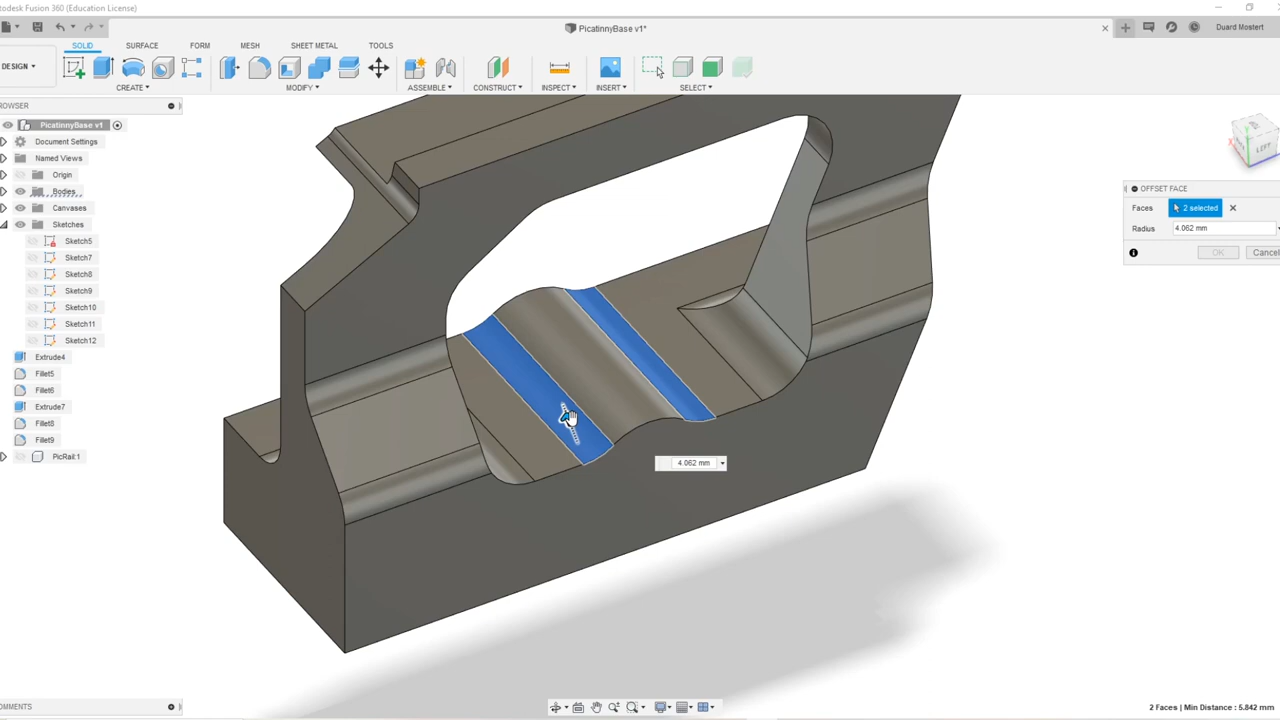 odesk Fusion 360 (Education License)
PicatinnyBase v1*
Duard Mostert
SOLID SURFACE FORM MESH SHEET METAL TOOLS
DESIGN
CREATE MODIFY ASSEMBLE CONSTRUCT INSPECT INSERT SELECT
ROWSER
PicatinnyBase v1
Document Settings
Named Views
Origin
Bodies
Canvases
Sketches
Sketch5
Sketch7
Sketch8
Sketch9
Sketch10
Sketch11
Sketch12
Extrude4
Fillet5
Fillet6
Extrude7
Fillet8
Fillet9
PicRail:1
LEFT
OFFSET FACE
Faces 2 selected
Radius 4.062 mm
OK Cancel
4.062 mm
OMMENTS
2 Faces | Min Distance : 5.842 mm